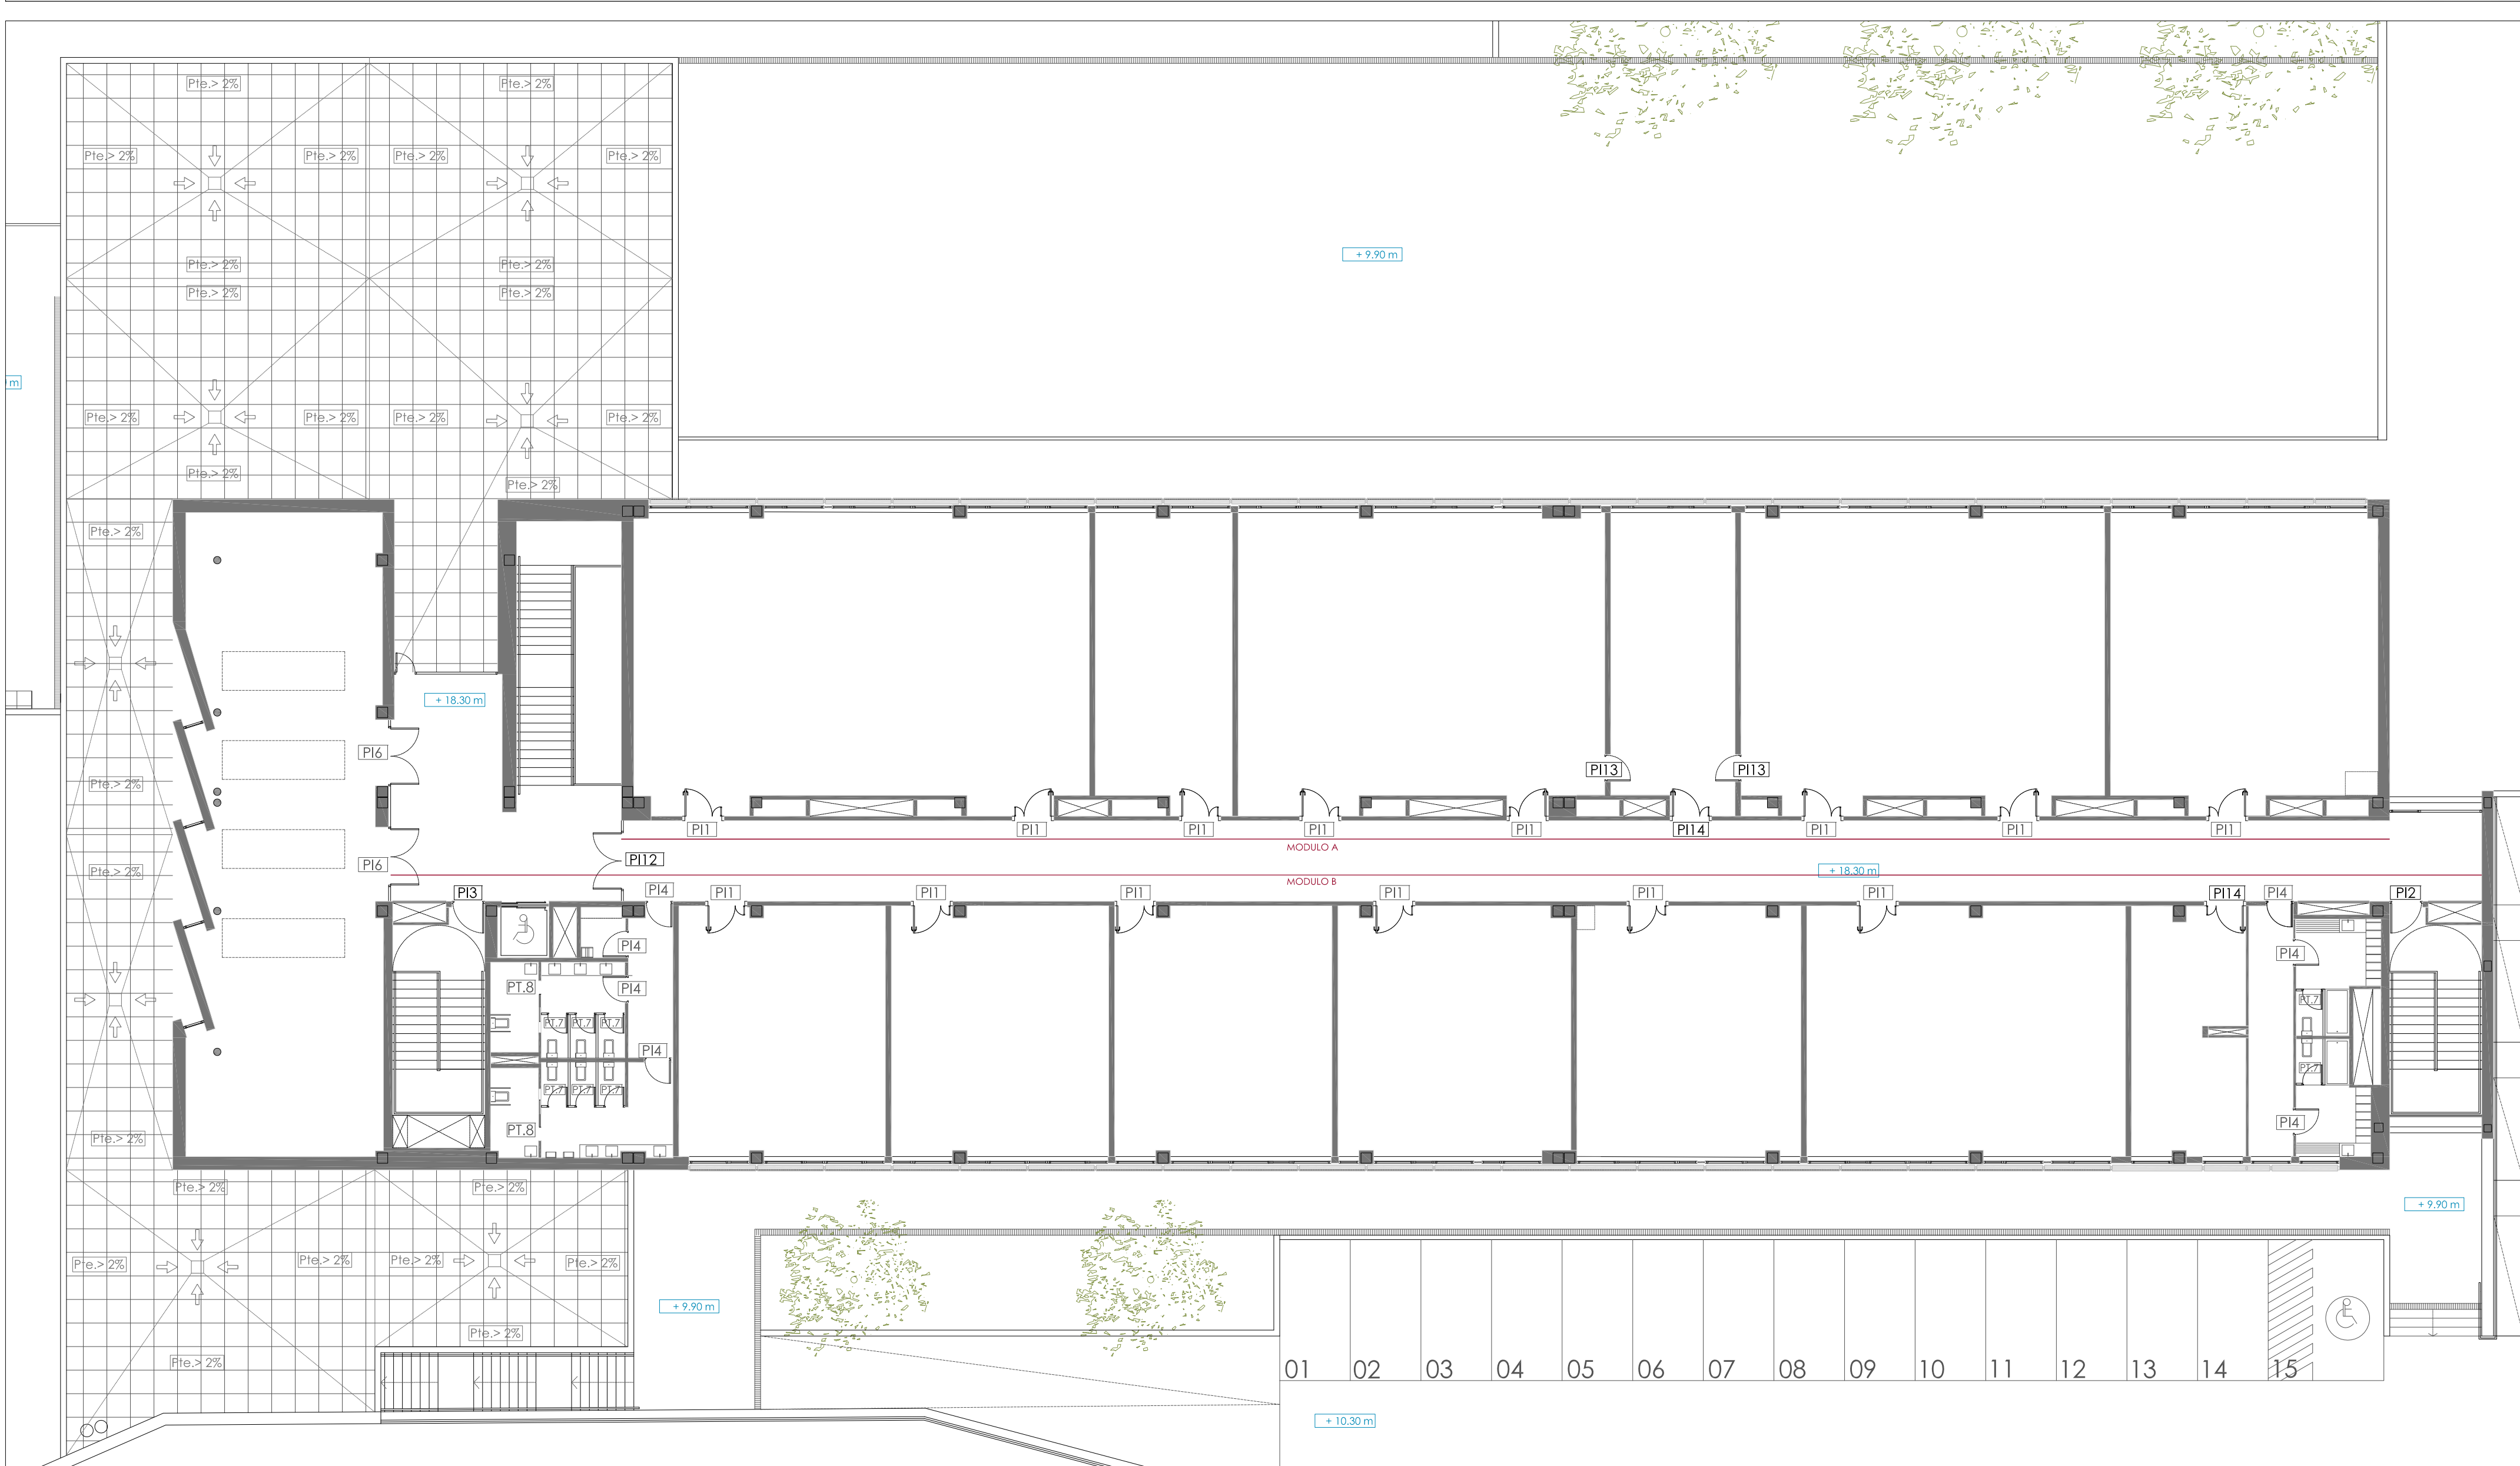 Pte.> 2%
Pte.> 2%
Pte.> 2%
Pte.> 2%
Pte.> 2%
Pte.> 2%
+ 9.90 m
Pte.> 2%
Pte.> 2%
Pte.> 2%
Pte.> 2%
m
Pte.> 2%
Pte.> 2%
Pte.> 2%
Pte.> 2%
Pte.> 2%
Pte.> 2%
Pte.> 2%
+ 18.30 m
PI6
PI13
PI13
Pte.> 2%
PI1
PI1
PI1
PI1
PI1
PI14
PI1
PI1
PI1
MODULO A
PI12
PI6
Pte.> 2%
+ 18.30 m
MODULO B
PI3
PI4
PI1
PI1
PI1
PI1
PI1
PI1
PI14
PI4
PI2
PI4
PI4
PT.8
PI4
PT.7
PT.7
PT.7
PT.7
PI4
PT.7
PT.7
PT.7
PT.7
PT.8
PI4
Pte.> 2%
Pte.> 2%
Pte.> 2%
+ 9.90 m
Pte.> 2%
Pte.> 2%
Pte.> 2%
Pte.> 2%
+ 9.90 m
Pte.> 2%
Pte.> 2%
01
02
03
04
05
06
07
08
09
10
11
12
13
14
15
+ 10.30 m